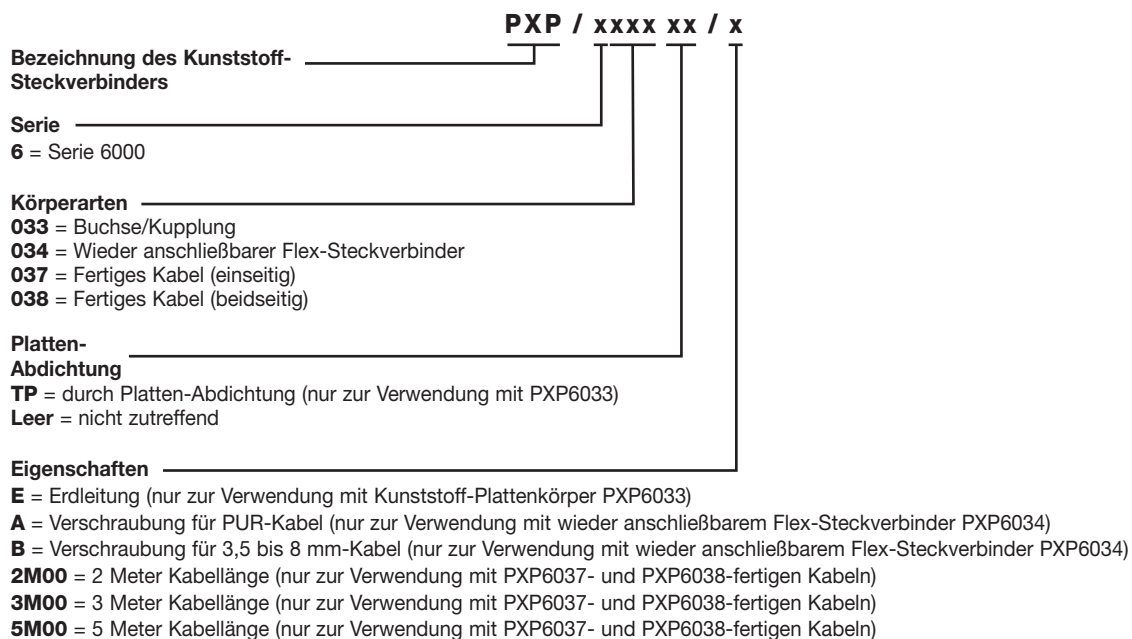 PXP / xxxx xx / x
Bezeichnung des Kunststoff-
Steckverbinders
Serie
6 = Serie 6000
Körperarten
033 = Buchse/Kupplung
034 = Wieder anschließbarer Flex-Steckverbinder
037 = Fertiges Kabel (einseitig)
038 = Fertiges Kabel (beidseitig)
Platten-
Abdichtung
TP = durch Platten-Abdichtung (nur zur Verwendung mit PXP6033)
Leer = nicht zutreffend
Eigenschaften
E = Erdleitung (nur zur Verwendung mit Kunststoff-Plattenkörper PXP6033)
A = Verschraubung für PUR-Kabel (nur zur Verwendung mit wieder anschließbarem Flex-Steckverbinder PXP6034)
B = Verschraubung für 3,5 bis 8 mm-Kabel (nur zur Verwendung mit wieder anschließbarem Flex-Steckverbinder PXP6034)
2M00 = 2 Meter Kabellänge (nur zur Verwendung mit PXP6037- und PXP6038-fertigen Kabeln)
3M00 = 3 Meter Kabellänge (nur zur Verwendung mit PXP6037- und PXP6038-fertigen Kabeln)
5M00 = 5 Meter Kabellänge (nur zur Verwendung mit PXP6037- und PXP6038-fertigen Kabeln)